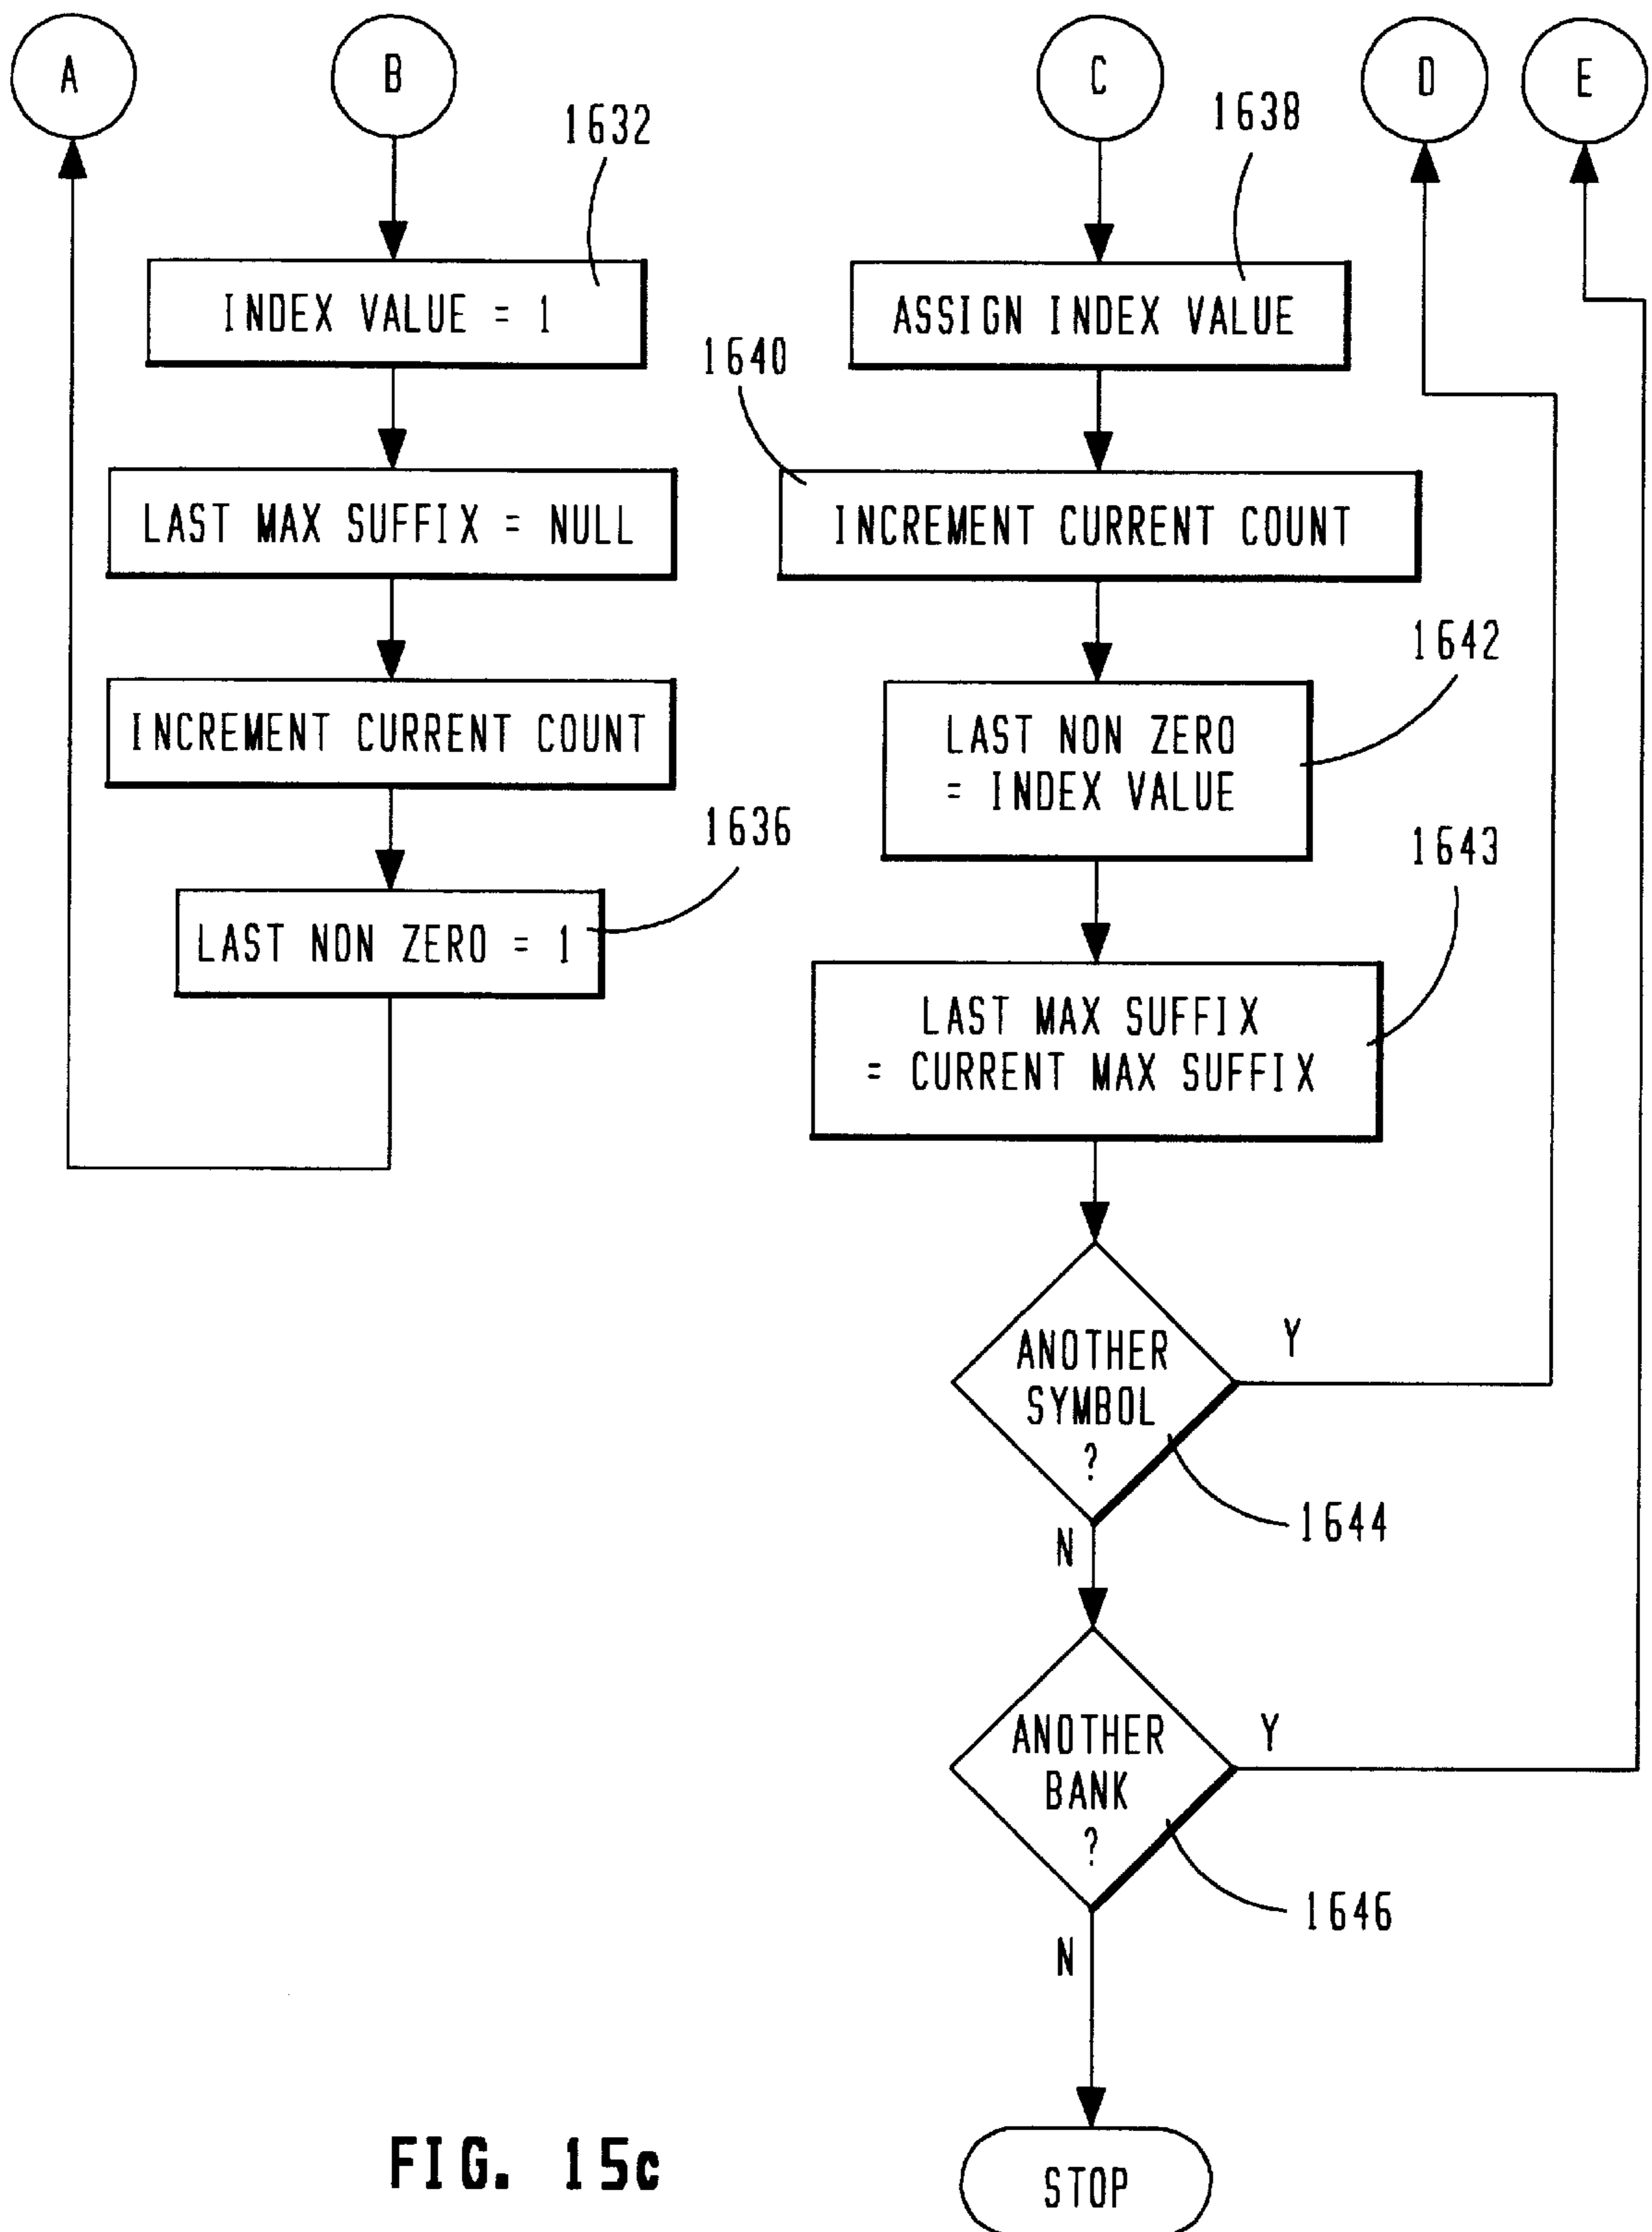 A
B
C
D
E
1632
1638
INDEX VALUE = 1
ASSIGN INDEX VALUE
1640
LAST MAX SUFFIX = NULL
INCREMENT CURRENT COUNT
1642
INCREMENT CURRENT COUNT
LAST NON ZERO
= INDEX VALUE
1636
1643
LAST NON ZERO = 1
LAST MAX SUFFIX
= CURRENT MAX SUFFIX
ANOTHER
SYMBOL
?
Y
1644
N
ANOTHER
BANK
?
Y
1646
N
STOP
FIG. 15c